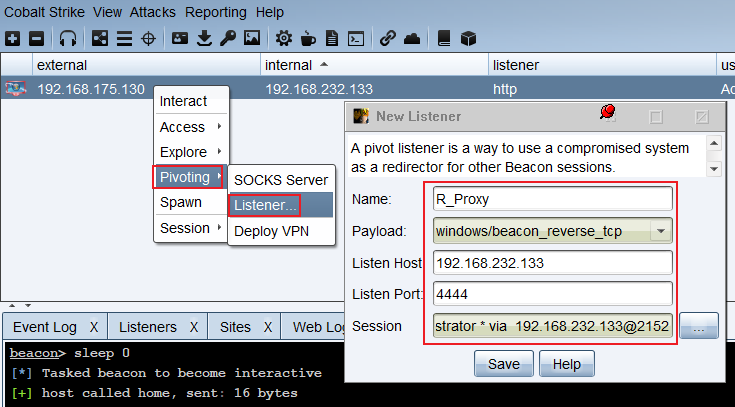 Cobalt Strike View Attacks Reporting Help
external internal listener us
192.168.175.130 192.168.232.133 http Ac
Interact
Access
Explore
Pivoting
Spawn
Session
SOCKS Server
Listener...
Deploy VPN
New Listener
A pivot listener is a way to use a compromised system
as a redirector for other Beacon sessions.
Name: R_Proxy
Payload: windows/beacon_reverse_tcp
Listen Host 192.168.232.133
Listen Port: 4444
Session strator * via 192.168.232.133@2152 ...
Save Help
Event Log X Listeners X Sites X Web Log
beacon> sleep 0
[*] Tasked beacon to become interactive
[+] host called home, sent: 16 bytes